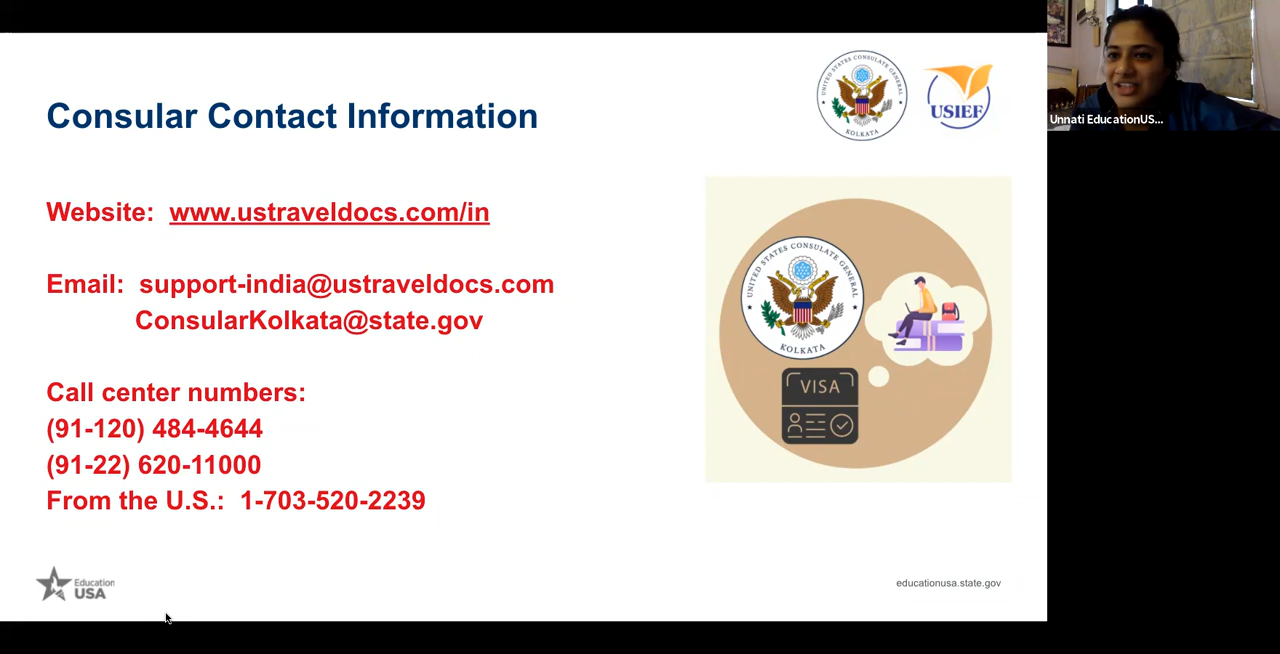 Consular Contact Information
UNITED STATES CONSULATE GENERAL
KOLKATA
USIEF
Unnati EducationUS...
Website: www.ustraveldocs.com/in
Email: support-india@ustraveldocs.com
ConsularKolkata@state.gov
Call center numbers:
(91-120) 484-4644
(91-22) 620-11000
From the U.S.: 1-703-520-2239
UNITED STATES CONSULATE GENERAL
KOLKATA
VISA
Education
USA
educationusa.state.gov